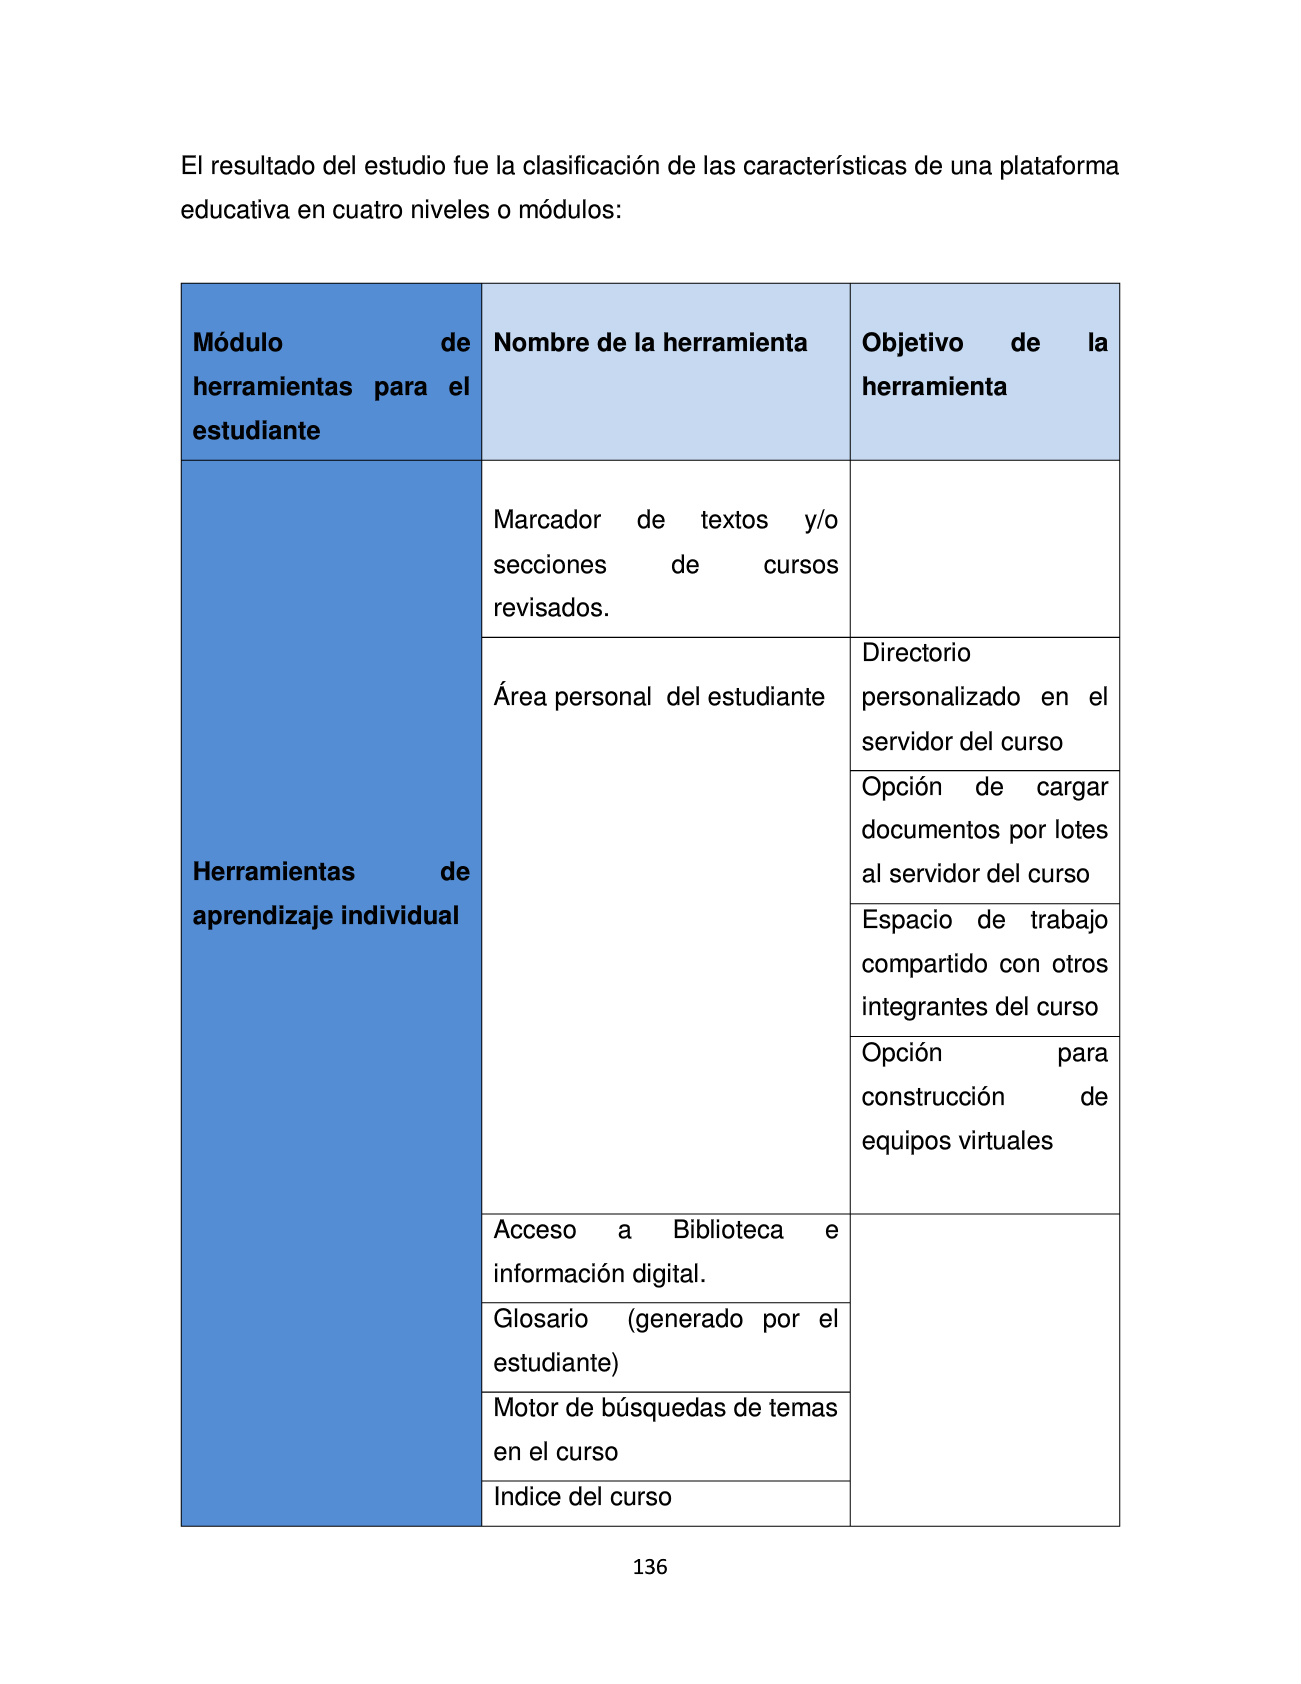 El resultado del estudio fue la clasificación de las características de una plataforma
educativa en cuatro niveles o módulos:
Módulo de
herramientas para el
estudiante
Nombre de la herramienta
Objetivo de la
herramienta
Herramientas de
aprendizaje individual
Marcador de textos y/o
secciones de cursos
revisados.
Área personal  del estudiante
Directorio
personalizado en el
servidor del curso
Opción de cargar
documentos por lotes
al servidor del curso
Espacio de trabajo
compartido con otros
integrantes del curso
Opción para
construcción de
equipos virtuales
Acceso a Biblioteca e
información digital.
Glosario (generado por el
estudiante)
Motor de búsquedas de temas
en el curso
Indice del curso
136